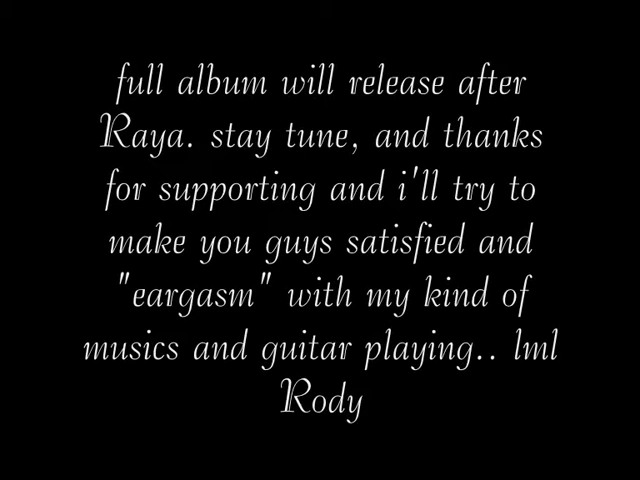 full album will release after
Raya. stay tune, and thanks
for supporting and i'll try to
make you guys satisfied and
"eargasm" with my kind of
musics and guitar playing.. lml
Rody